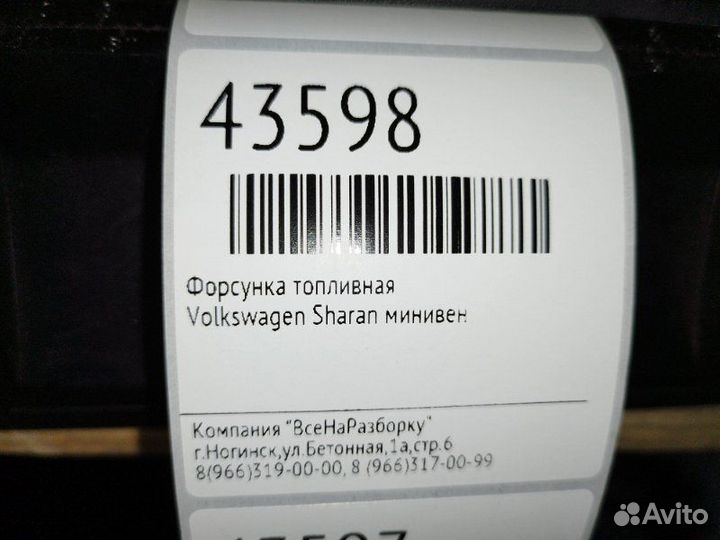 43598
Форсунка топливная
Volkswagen Sharan минивен
Компания "ВсеНаРазборку"
г.Ногинск,ул.Бетонная,1а,стр.6
8(966)319-00-00, 8 (966)317-00-99
43597
Avito